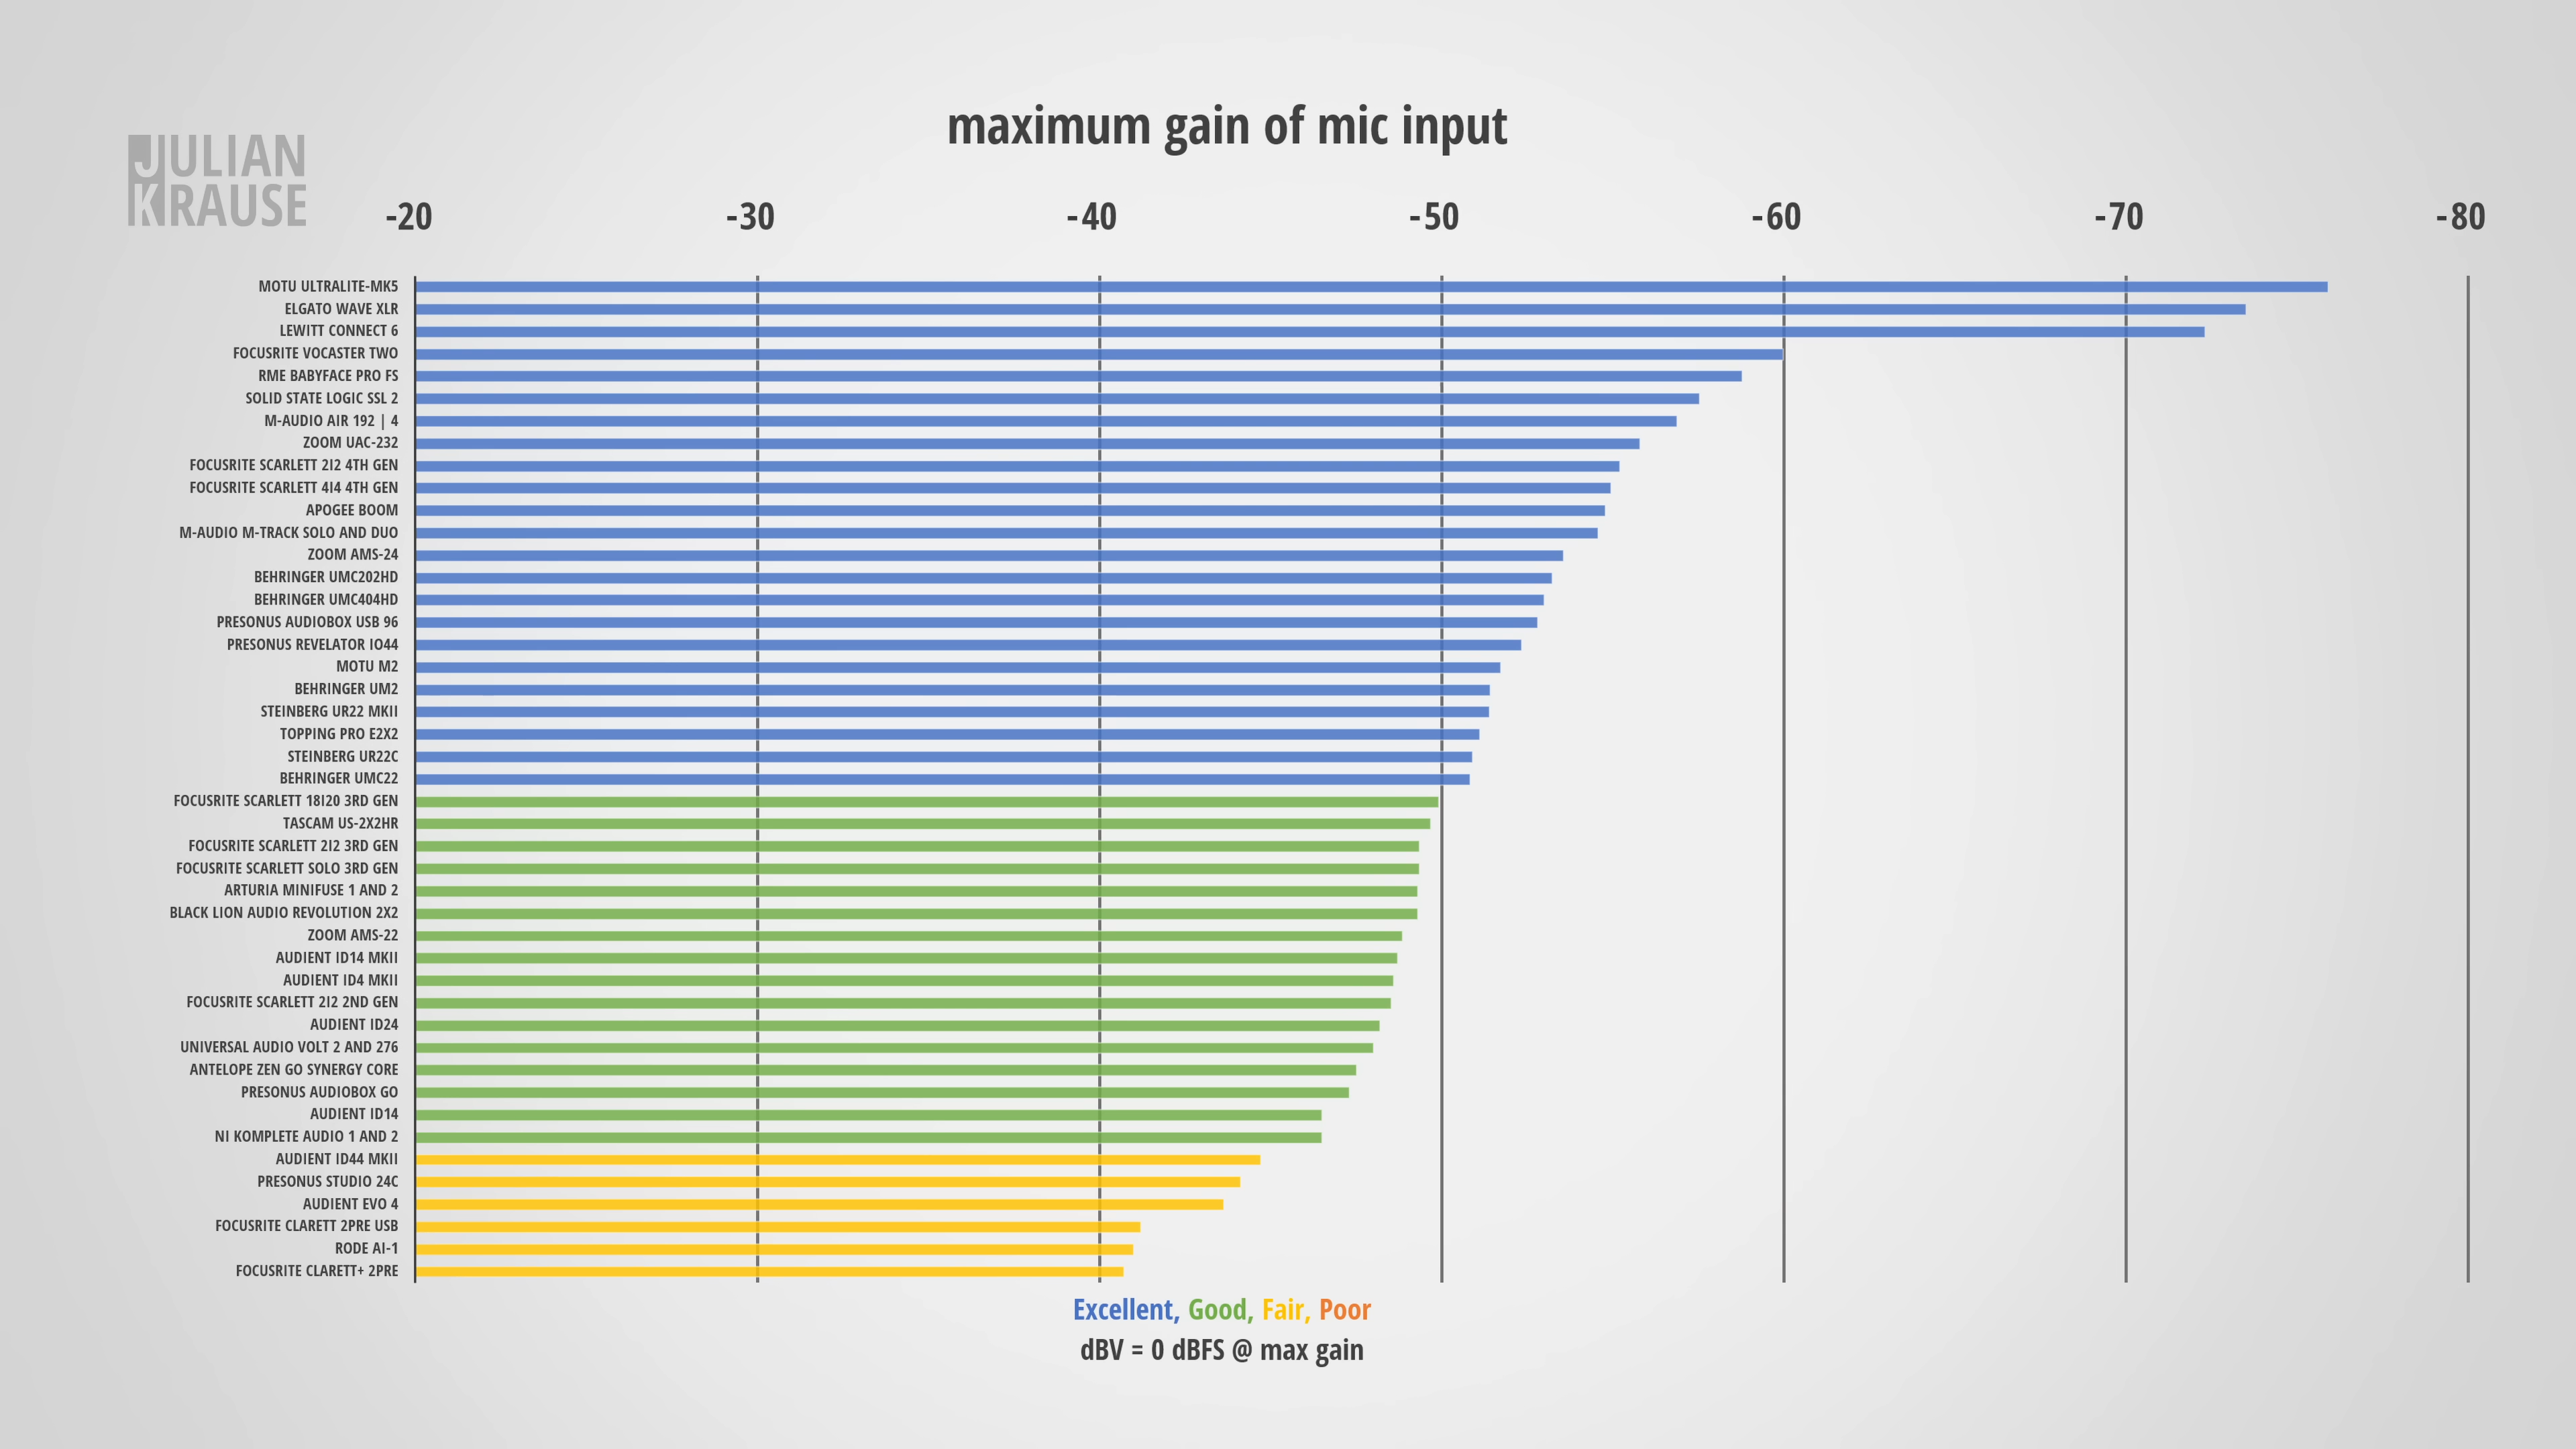 maximum gain of mic input
JULIAN
KRAUSE
-20 -30 -40 -50 -60 -70 -80
MOTU ULTRALITE-MK5
ELGATO WAVE XLR
LEWITT CONNECT 6
FOCUSRITE VOCASTER TWO
RME BABYFACE PRO FS
SOLID STATE LOGIC SSL 2
M-AUDIO AIR 192 | 4
ZOOM UAC-232
FOCUSRITE SCARLETT 2I2 4TH GEN
FOCUSRITE SCARLETT 4I4 4TH GEN
APOGEE BOOM
M-AUDIO M-TRACK SOLO AND DUO
ZOOM AMS-24
BEHRINGER UMC202HD
BEHRINGER UMC404HD
PRESONUS AUDIOBOX USB 96
PRESONUS REVELATOR IO44
MOTU M2
BEHRINGER UM2
STEINBERG UR22 MKII
TOPPING PRO E2X2
STEINBERG UR22C
BEHRINGER UMC22
FOCUSRITE SCARLETT 18I20 3RD GEN
TASCAM US-2X2HR
FOCUSRITE SCARLETT 2I2 3RD GEN
FOCUSRITE SCARLETT SOLO 3RD GEN
ARTURIA MINIFUSE 1 AND 2
BLACK LION AUDIO REVOLUTION 2X2
ZOOM AMS-22
AUDIENT ID14 MKII
AUDIENT ID4 MKII
FOCUSRITE SCARLETT 2I2 2ND GEN
AUDIENT ID24
UNIVERSAL AUDIO VOLT 2 AND 276
ANTELOPE ZEN GO SYNERGY CORE
PRESONUS AUDIOBOX GO
AUDIENT ID14
NI KOMPLETE AUDIO 1 AND 2
AUDIENT ID44 MKII
PRESONUS STUDIO 24C
AUDIENT EVO 4
FOCUSRITE CLARETT 2PRE USB
RODE AI-1
FOCUSRITE CLARETT+ 2PRE
Excellent, Good, Fair, Poor
dBV = 0 dBFS @ max gain